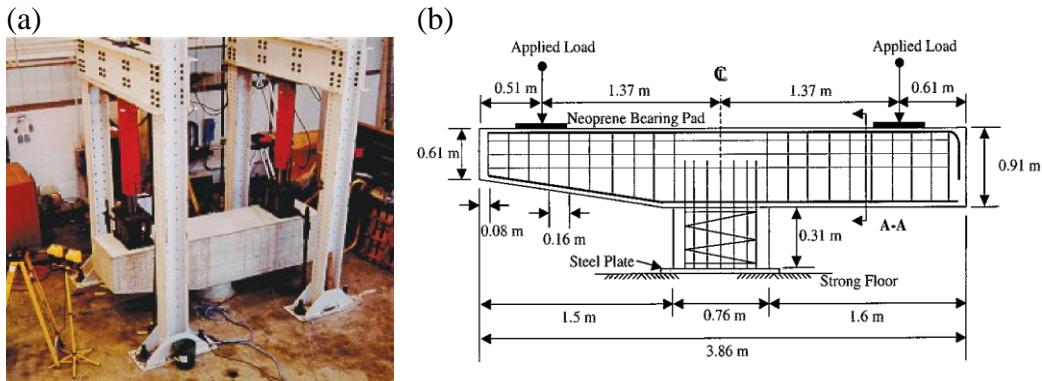 (a)
(b)
Applied Load
Applied Load
℄
0.51 m
1.37 m
1.37 m
0.61 m
Neoprene Bearing Pad
0.61 m
0.91 m
0.08 m
0.16 m
0.31 m
A-A
Steel Plate
Strong Floor
1.5 m
0.76 m
1.6 m
3.86 m